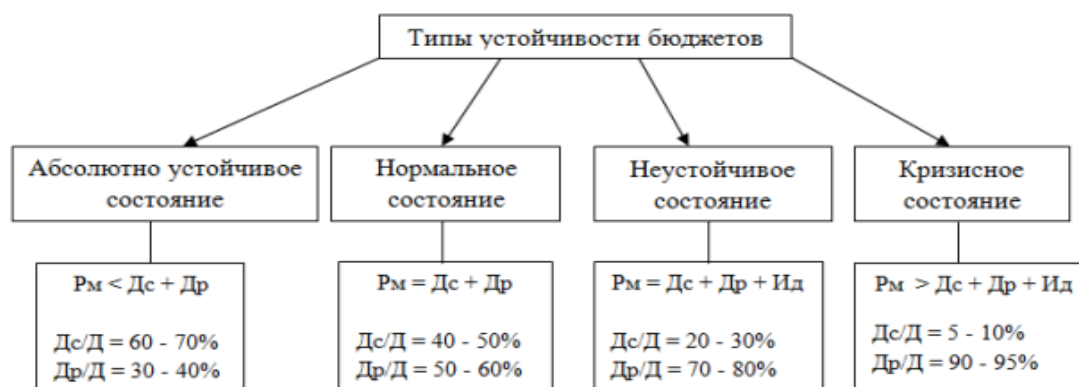 Типы устойчивости бюджетов
Абсолютно устойчивое
состояние
Рм < Дс + Др
Дс/Д = 60 - 70%
Др/Д = 30 - 40%
Нормальное
состояние
Рм = Дс + Др
Дс/Д = 40 - 50%
Др/Д = 50 - 60%
Неустойчивое
состояние
Рм = Дс + Др + Ид
Дс/Д = 20 - 30%
Др/Д = 70 - 80%
Кризисное
состояние
Рм > Дс + Др + Ид
Дс/Д = 5 - 10%
Др/Д = 90 - 95%